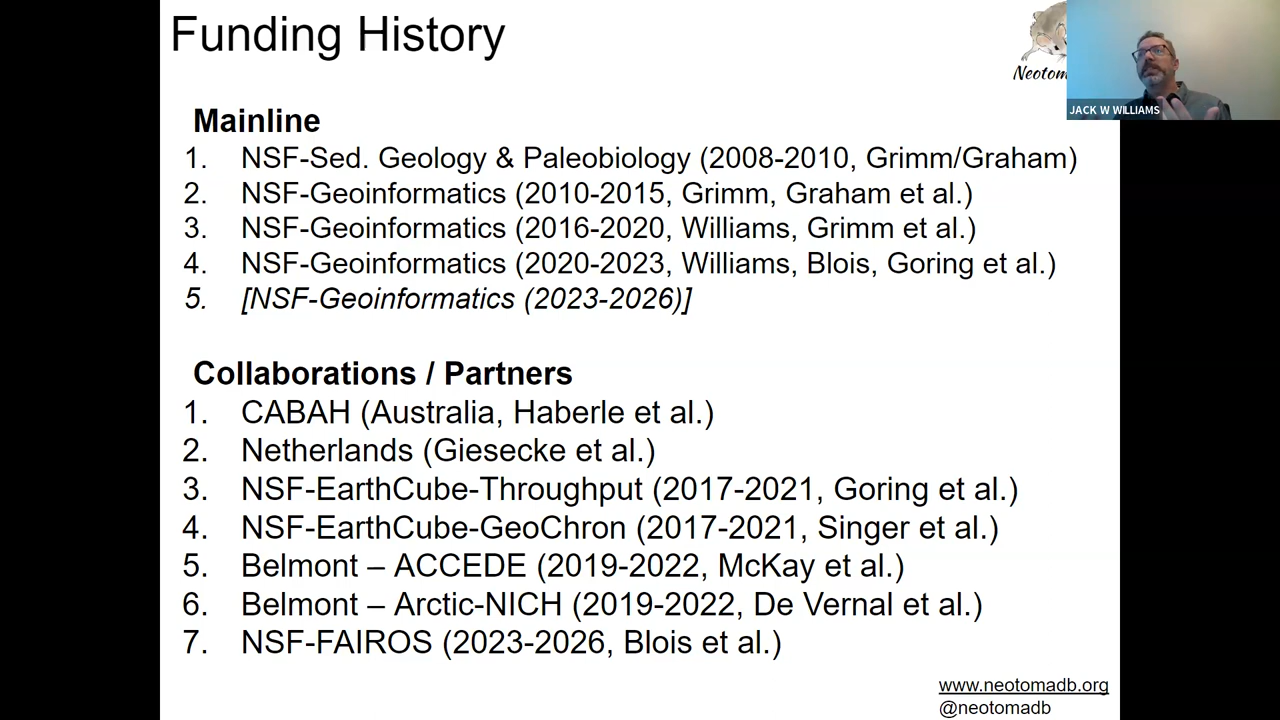 Funding History
Neotom
JACK W WILLIAMS
Mainline
1. NSF-Sed. Geology & Paleobiology (2008-2010, Grimm/Graham)
2. NSF-Geoinformatics (2010-2015, Grimm, Graham et al.)
3. NSF-Geoinformatics (2016-2020, Williams, Grimm et al.)
4. NSF-Geoinformatics (2020-2023, Williams, Blois, Goring et al.)
5. [NSF-Geoinformatics (2023-2026)]
Collaborations / Partners
1. CABAH (Australia, Haberle et al.)
2. Netherlands (Giesecke et al.)
3. NSF-EarthCube-Throughput (2017-2021, Goring et al.)
4. NSF-EarthCube-GeoChron (2017-2021, Singer et al.)
5. Belmont – ACCEDE (2019-2022, McKay et al.)
6. Belmont – Arctic-NICH (2019-2022, De Vernal et al.)
7. NSF-FAIROS (2023-2026, Blois et al.)
www.neotomadb.org
@neotomadb